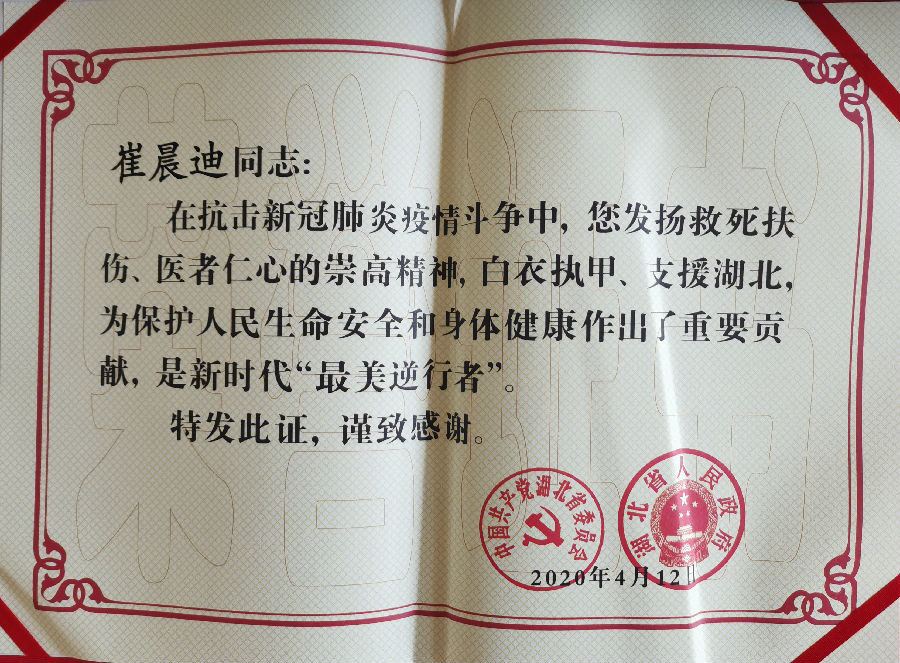 崔晨迪同志:
在抗击新冠肺炎疫情斗争中, 您发扬救死扶
伤、医者仁心的崇高精神, 白衣执甲、支援湖北,
为保护人民生命安全和身体健康作出了重要贡
献, 是新时代“最美逆行者”。
特发此证, 谨致感谢。
中国共产党湖北省委员会
湖北省人民政府
2020年4月12日